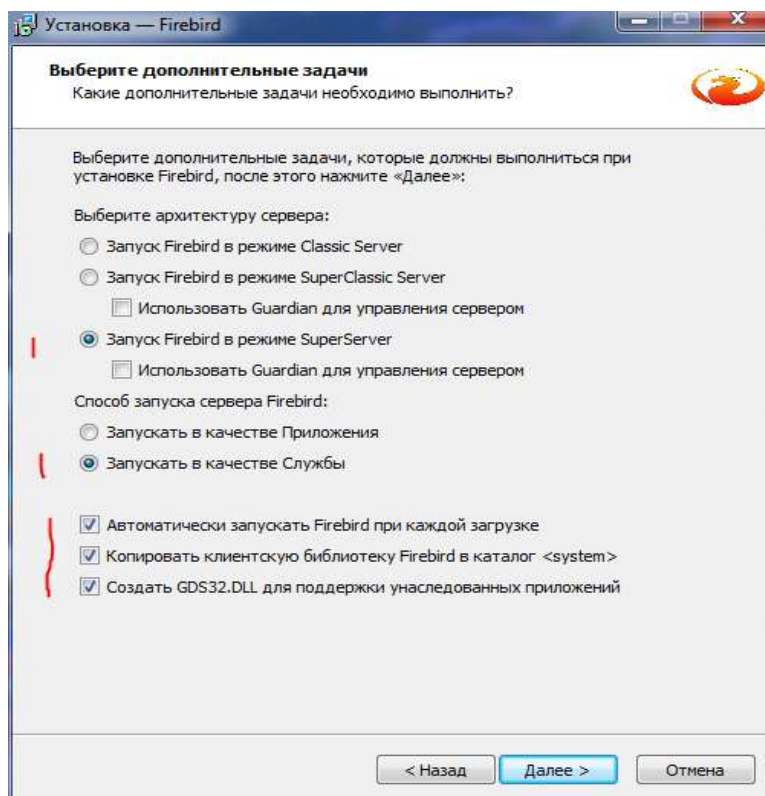 Установка — Firebird
Выберите дополнительные задачи
Какие дополнительные задачи необходимо выполнить?
Выберите дополнительные задачи, которые должны выполниться при
установке Firebird, после этого нажмите «Далее»:
Выберите архитектуру сервера:
Запуск Firebird в режиме Classic Server
Запуск Firebird в режиме SuperClassic Server
Использовать Guardian для управления сервером
Запуск Firebird в режиме SuperServer
Использовать Guardian для управления сервером
Способ запуска сервера Firebird:
Запускать в качестве Приложения
Запускать в качестве Службы
Автоматически запускать Firebird при каждой загрузке
Копировать клиентскую библиотеку Firebird в каталог <system>
Создать GDS32.DLL для поддержки унаследованных приложений
< Назад
Далее >
Отмена